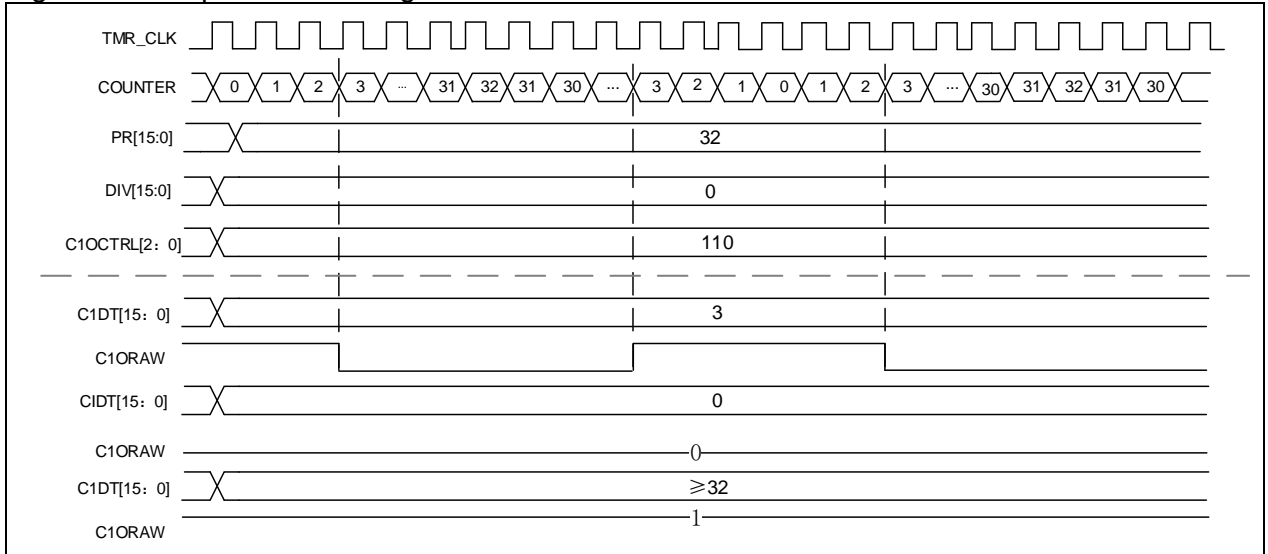 TMR_CLK
COUNTER 0 1 2 3 ... 31 32 31 30 ... 3 2 1 0 1 2 3 ... 30 31 32 31 30
PR[15:0] 32
DIV[15:0] 0
C1OCTRL[2：0] 110
C1DT[15：0] 3
C1ORAW
CIDT[15：0] 0
C1ORAW 0
C1DT[15：0] ≥32
C1ORAW 1